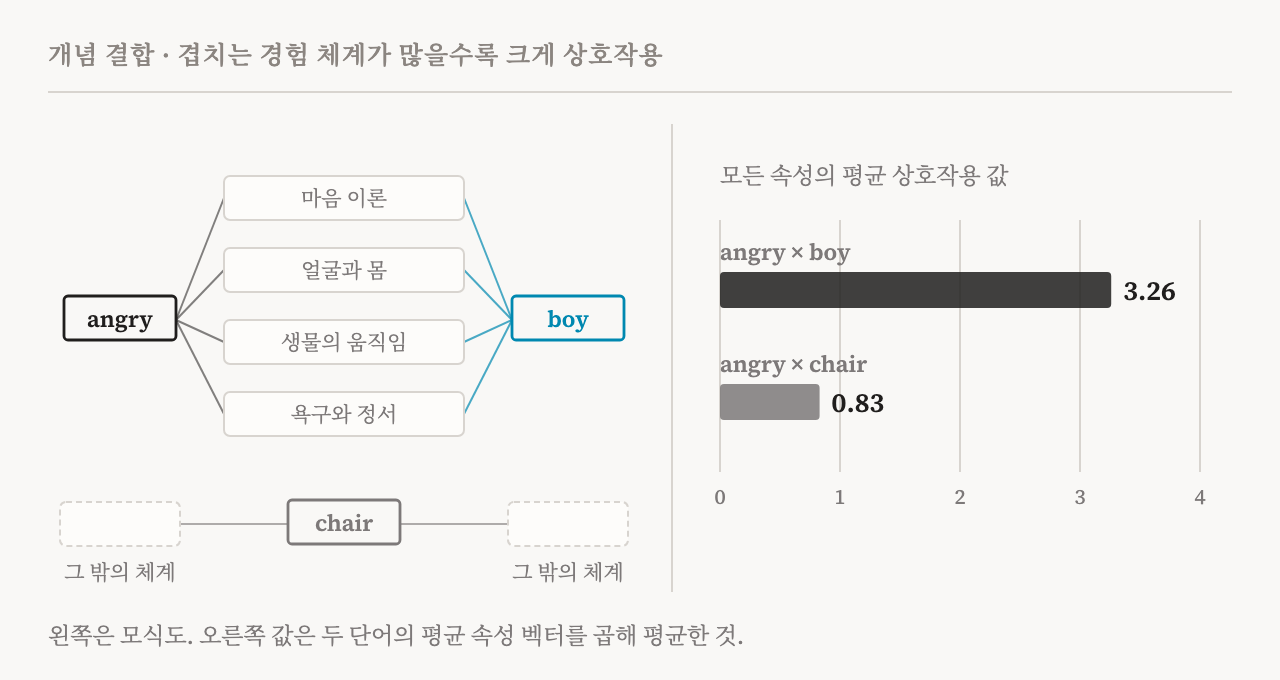 개념 결합 · 겹치는 경험 체계가 많을수록 크게 상호작용
마음 이론
얼굴과 몸
생물의 움직임
욕구와 정서
angry
boy
chair
그 밖의 체계
그 밖의 체계
모든 속성의 평균 상호작용 값
angry × boy
3.26
angry × chair
0.83
0 1 2 3 4
왼쪽은 모식도. 오른쪽 값은 두 단어의 평균 속성 벡터를 곱해 평균한 것.